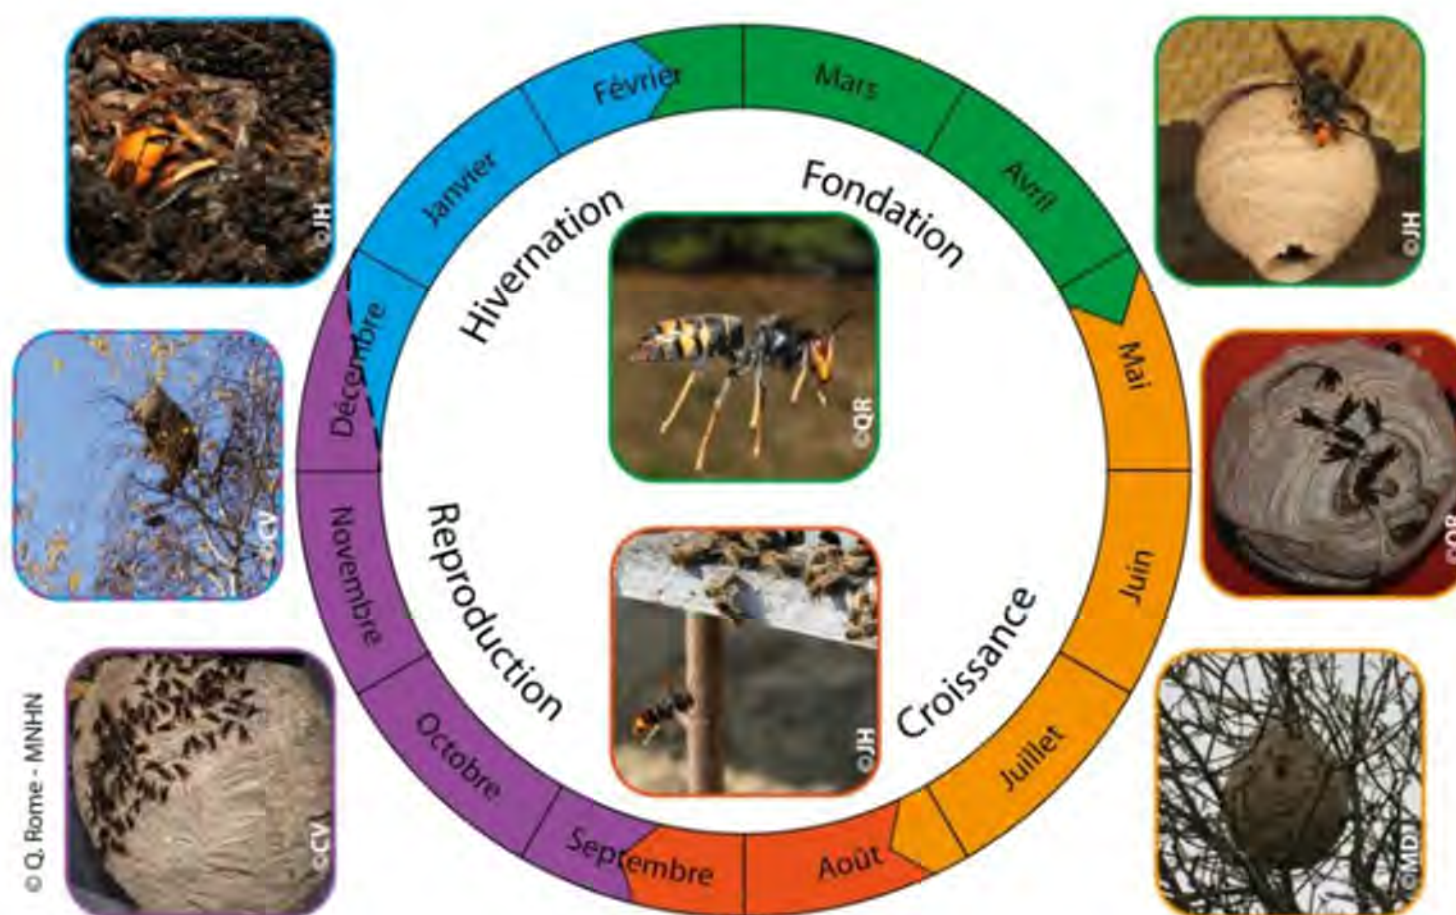 Janvier
Février
Mars
Avril
Mai
Juin
Juillet
Août
Septembre
Octobre
Novembre
Décembre
Hivernation
Fondation
Croissance
Reproduction
©JH
©CV
©CV
©QR
©JH
©JH
©QR
©MDJ
© Q. Rome - MNHN